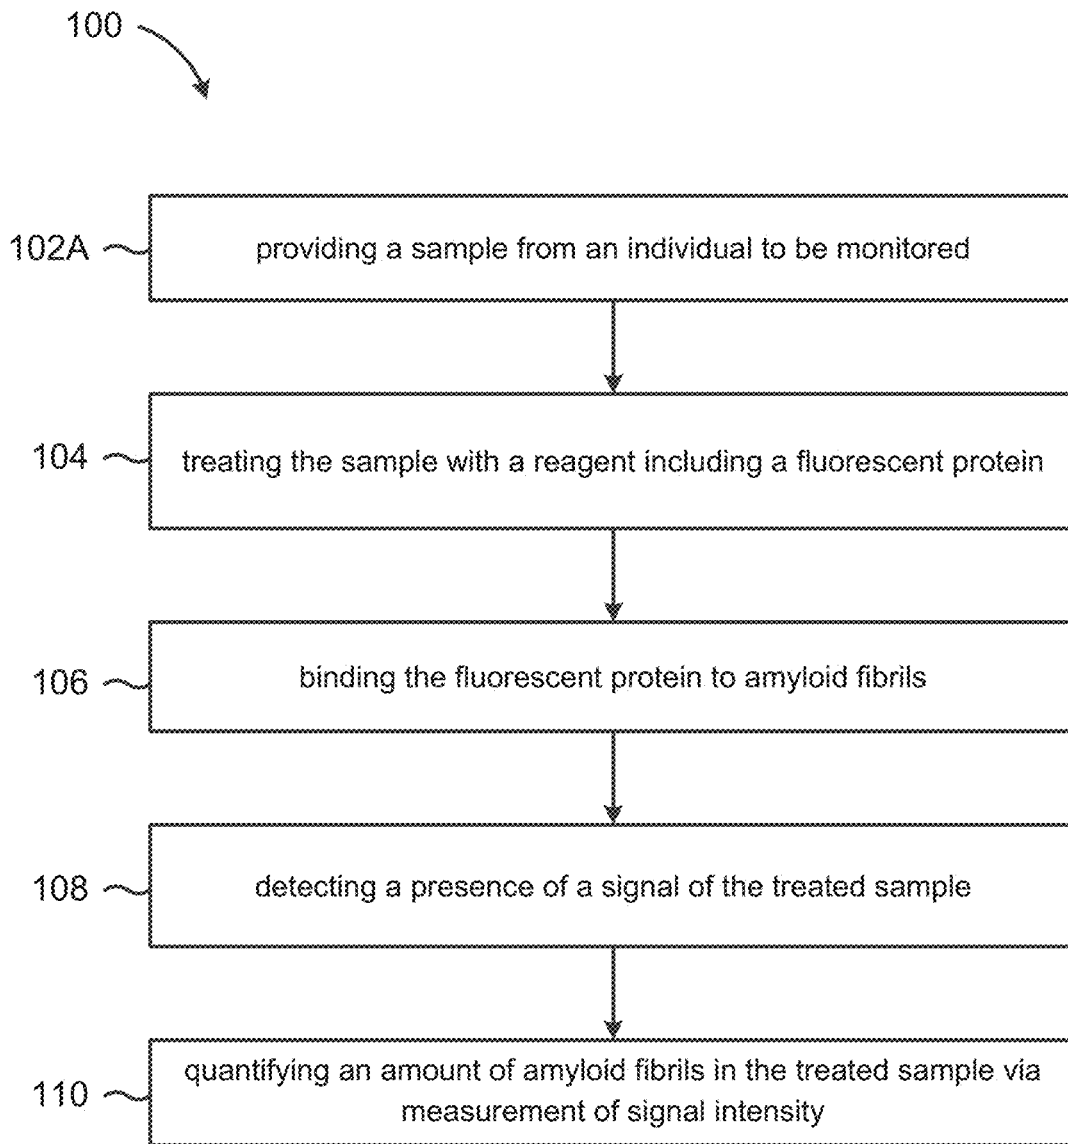 100
102A
providing a sample from an individual to be monitored
104
treating the sample with a reagent including a fluorescent protein
106
binding the fluorescent protein to amyloid fibrils
108
detecting a presence of a signal of the treated sample
110
quantifying an amount of amyloid fibrils in the treated sample via
measurement of signal intensity